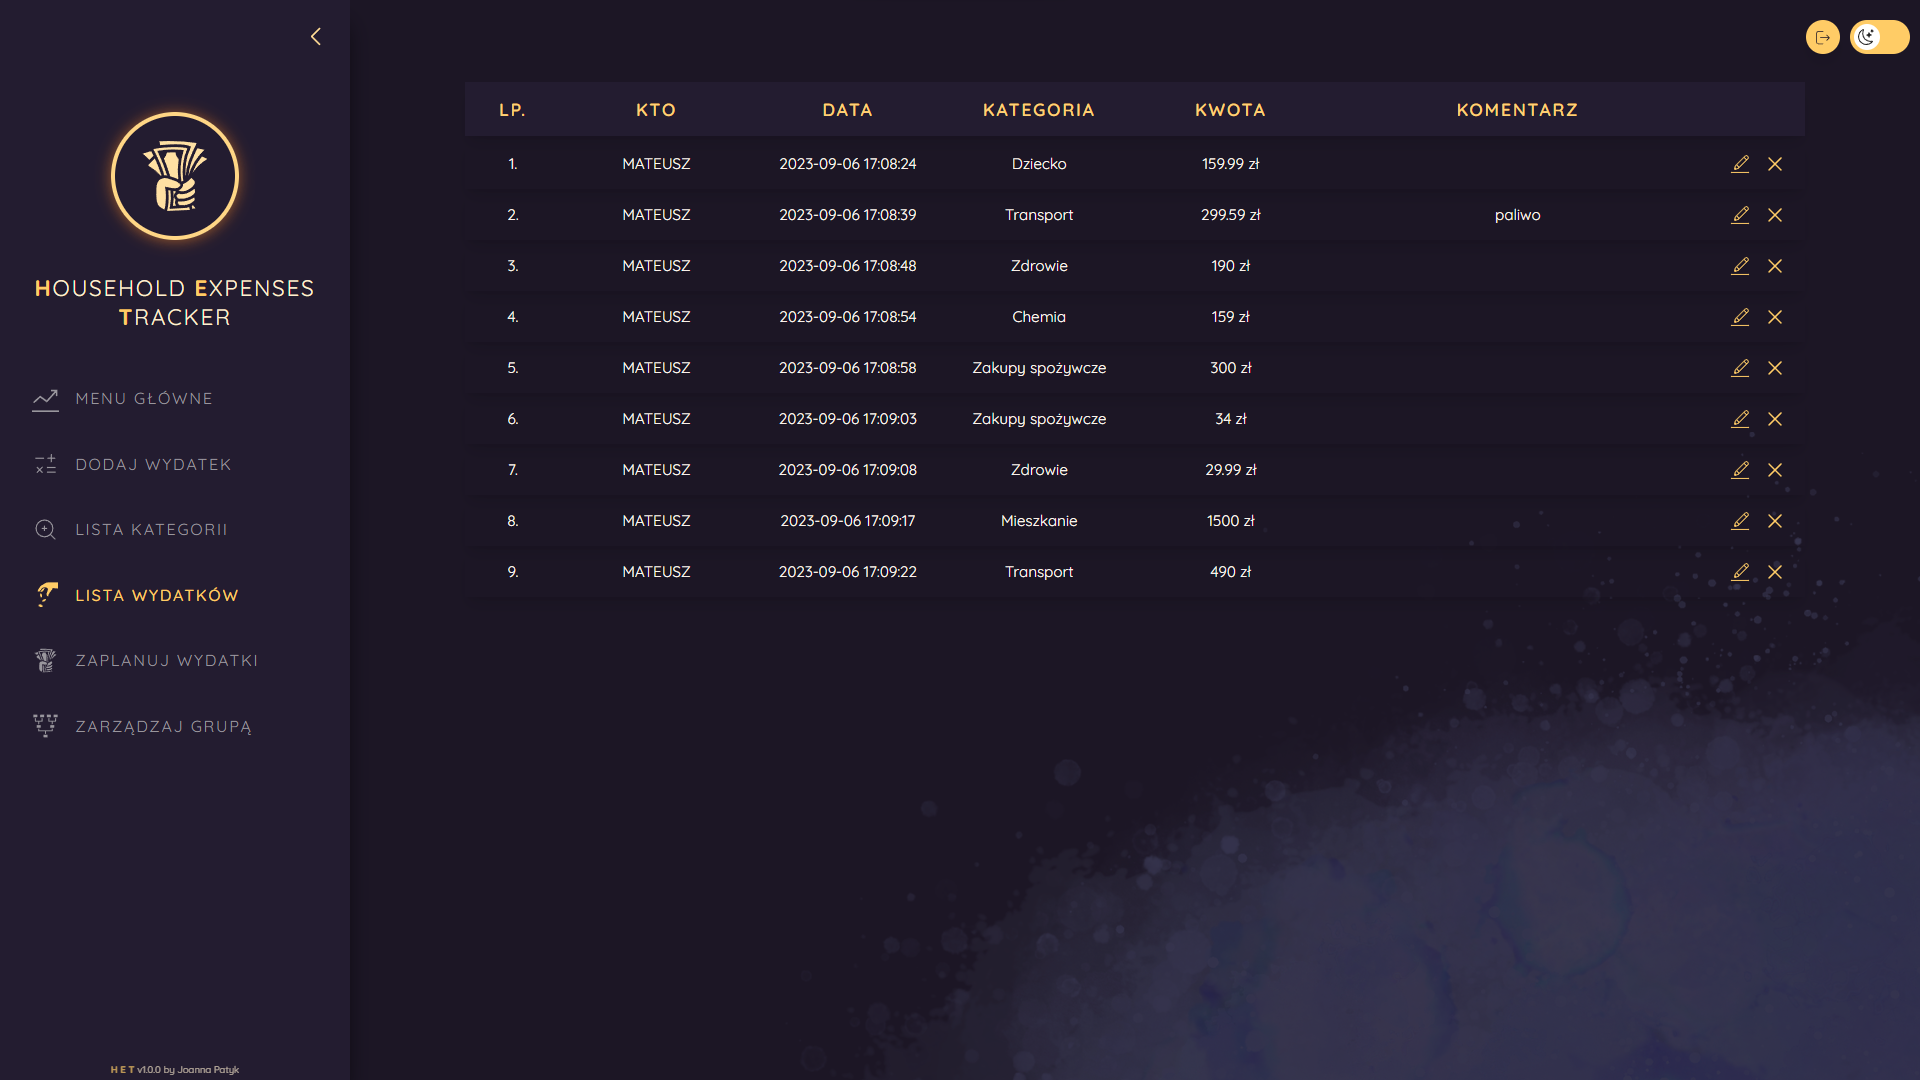 HOUSEHOLD EXPENSES
TRACKER
MENU GŁÓWNE
DODAJ WYDATEK
LISTA KATEGORII
LISTA WYDATKÓW
ZAPLANUJ WYDATKI
ZARZĄDZAJ GRUPĄ
HET v1.0.0 by Joanna Patyk
LP. KTO DATA KATEGORIA KWOTA KOMENTARZ
1. MATEUSZ 2023-09-06 17:08:24 Dziecko 159.99 zł
2. MATEUSZ 2023-09-06 17:08:39 Transport 299.59 zł paliwo
3. MATEUSZ 2023-09-06 17:08:48 Zdrowie 190 zł
4. MATEUSZ 2023-09-06 17:08:54 Chemia 159 zł
5. MATEUSZ 2023-09-06 17:08:58 Zakupy spożywcze 300 zł
6. MATEUSZ 2023-09-06 17:09:03 Zakupy spożywcze 34 zł
7. MATEUSZ 2023-09-06 17:09:08 Zdrowie 29.99 zł
8. MATEUSZ 2023-09-06 17:09:17 Mieszkanie 1500 zł
9. MATEUSZ 2023-09-06 17:09:22 Transport 490 zł